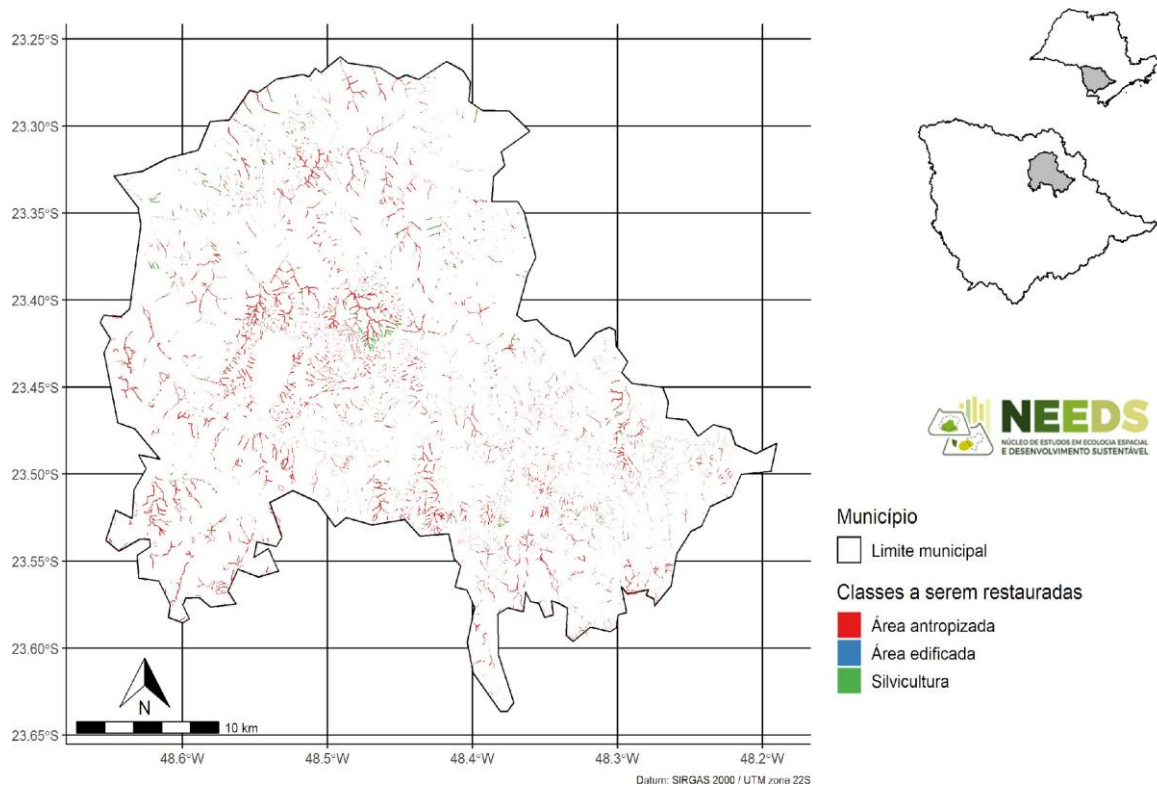 23.25°S
23.30°S
23.35°S
23.40°S
23.45°S
23.50°S
23.55°S
23.60°S
23.65°S
N
10 km
48.6°W
48.5°W
48.4°W
48.3°W
48.2°W
Datum: SIRGAS 2000 / UTM zone 22S
NEEDS
NÚCLEO DE ESTUDOS EM ECOLOGIA ESPACIAL
E DESENVOLVIMENTO SUSTENTÁVEL
Município
Limite municipal
Classes a serem restauradas
Área antropizada
Área edificada
Silvicultura